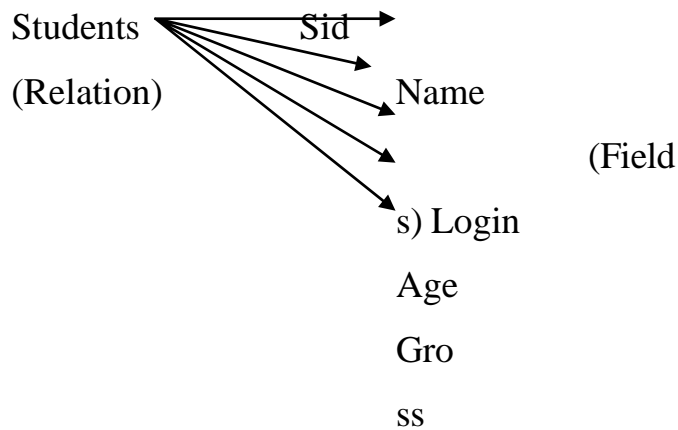 Students Sid
(Relation) Name
(Field
s) Login
Age
Gro
ss